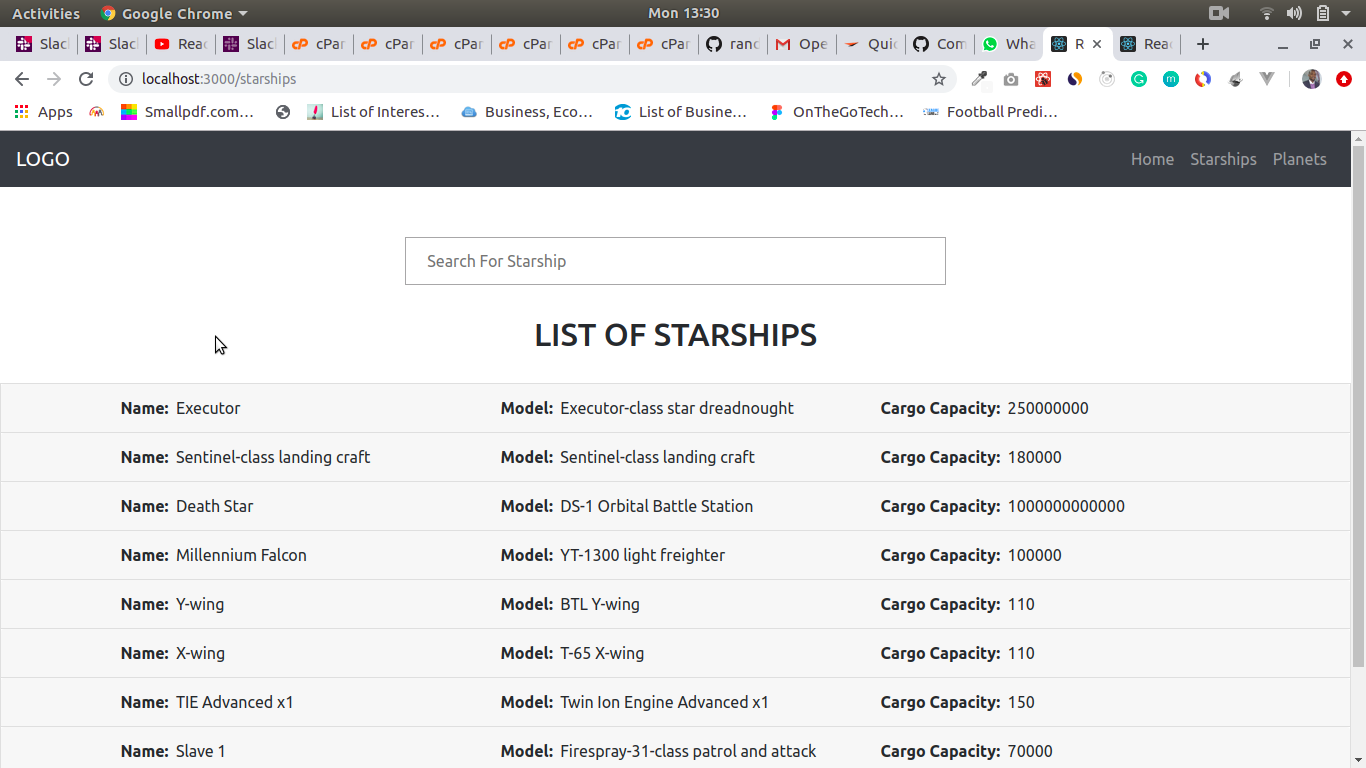 Activities Google Chrome Mon 13:30
Slac Slac Rea Slac cPar cPar cPar cPar cPar cPar Ope Quic Com Wha R Rea
localhost:3000/starships
Apps Smallpdf.com… List of Interes… Business, Eco… List of Busine… OnTheGoTech… Football Predi…
LOGO Home Starships Planets
Search For Starship
LIST OF STARSHIPS
Name: Executor Model: Executor-class star dreadnought Cargo Capacity: 250000000
Name: Sentinel-class landing craft Model: Sentinel-class landing craft Cargo Capacity: 180000
Name: Death Star Model: DS-1 Orbital Battle Station Cargo Capacity: 1000000000000
Name: Millennium Falcon Model: YT-1300 light freighter Cargo Capacity: 100000
Name: Y-wing Model: BTL Y-wing Cargo Capacity: 110
Name: X-wing Model: T-65 X-wing Cargo Capacity: 110
Name: TIE Advanced x1 Model: Twin Ion Engine Advanced x1 Cargo Capacity: 150
Name: Slave 1 Model: Firespray-31-class patrol and attack Cargo Capacity: 70000